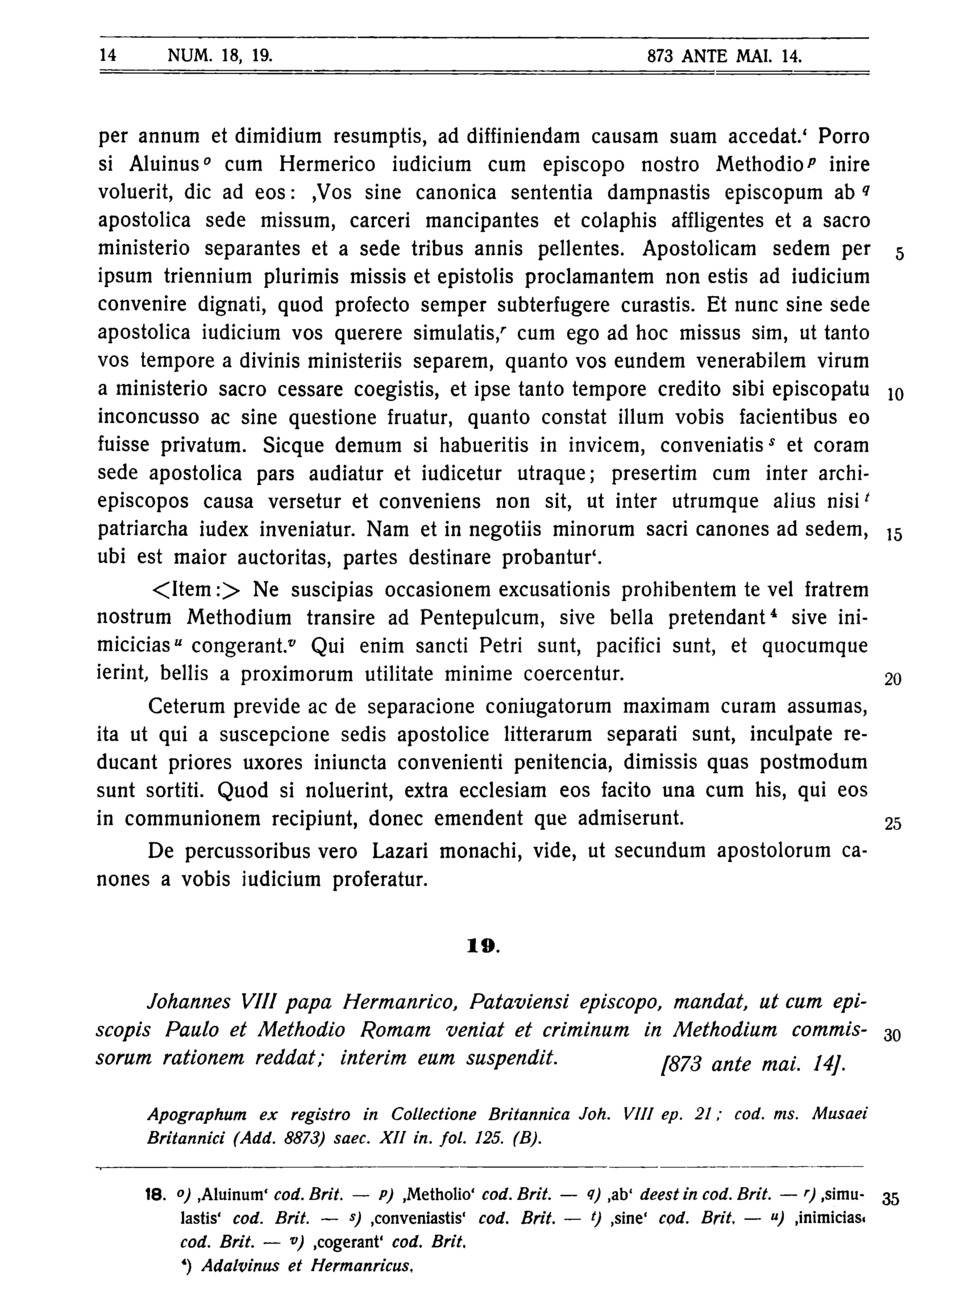 14 NUM. 18, 19. 873 ANTE MAI. 14.
per annum et dimidium resumptis, ad diffiniendam causam suam accedat.‘ Porro
si Aluinus o cum Hermerico iudicium cum episcopo nostro Methodio p inire
voluerit, dic ad eos: ‚Vos sine canonica sententia dampnastis episcopum ab q
apostolica sede missum, carceri mancipantes et colaphis affligentes et a sacro
ministerio separantes et a sede tribus annis pellentes. Apostolicam sedem per 5
ipsum triennium plurimis missis et epistolis proclamantem non estis ad iudicium
convenire dignati, quod profecto semper subterfugere curastis. Et nunc sine sede
apostolica iudicium vos querere simulatis, r cum ego ad hoc missus sim, ut tanto
vos tempore a divinis ministeriis separem, quanto vos eundem venerabilem virum
a ministerio sacro cessare coegistis, et ipse tanto tempore credito sibi episcopatu 10
inconcusso ac sine questione fruatur, quanto constat illum vobis facientibus eo
fuisse privatum. Sicque demum si habueritis in invicem, conveniatis s et coram
sede apostolica pars audiatur et iudicetur utraque; presertim cum inter archi-
episcopos causa versetur et conveniens non sit, ut inter utrumque alius nisi t
patriarcha iudex inveniatur. Nam et in negotiis minorum sacri canones ad sedem, 15
ubi est maior auctoritas, partes destinare probantur‘.
<Item:> Ne suscipias occasionem excusationis prohibentem te vel fratrem
nostrum Methodium transire ad Pentepulcum, sive bella pretendant 4 sive ini-
micicias u congerant. v Qui enim sancti Petri sunt, pacifici sunt, et quocumque
ierint, bellis a proximorum utilitate minime coercentur. 20
Ceterum previde ac de separacione coniugatorum maximam curam assumas,
ita ut qui a suscepcione sedis apostolice litterarum separati sunt, inculpate re-
ducant priores uxores iniuncta convenienti penitencia, dimissis quas postmodum
sunt sortiti. Quod si noluerint, extra ecclesiam eos facito una cum his, qui eos
in communionem recipiunt, donec emendent que admiserunt. 25
De percussoribus vero Lazari monachi, vide, ut secundum apostolorum ca-
nones a vobis iudicium proferatur.
19.
Johannes VIII papa Hermanrico, Pataviensi episcopo, mandat, ut cum epi-
scopis Paulo et Methodio Romam veniat et criminum in Methodium commis- 30
sorum rationem reddat; interim eum suspendit. [873 ante mai. 14].
Apographum ex registro in Collectione Britannica Joh. VIII ep. 21; cod. ms. Musaei
Britannici (Add. 8873) saec. XII in. fol. 125. (B).
18. o) ‚Aluinum‘ cod. Brit. — p) ‚Metholio‘ cod. Brit. — q) ‚ab‘ deest in cod. Brit. — r) ‚simu- 35
lastis‘ cod. Brit. — s) ‚conveniastis‘ cod. Brit. — t) ‚sine‘ cod. Brit. — u) ‚inimicias‘
cod. Brit. — v) ‚cogerant‘ cod. Brit.
4) Adalvinus et Hermanricus.